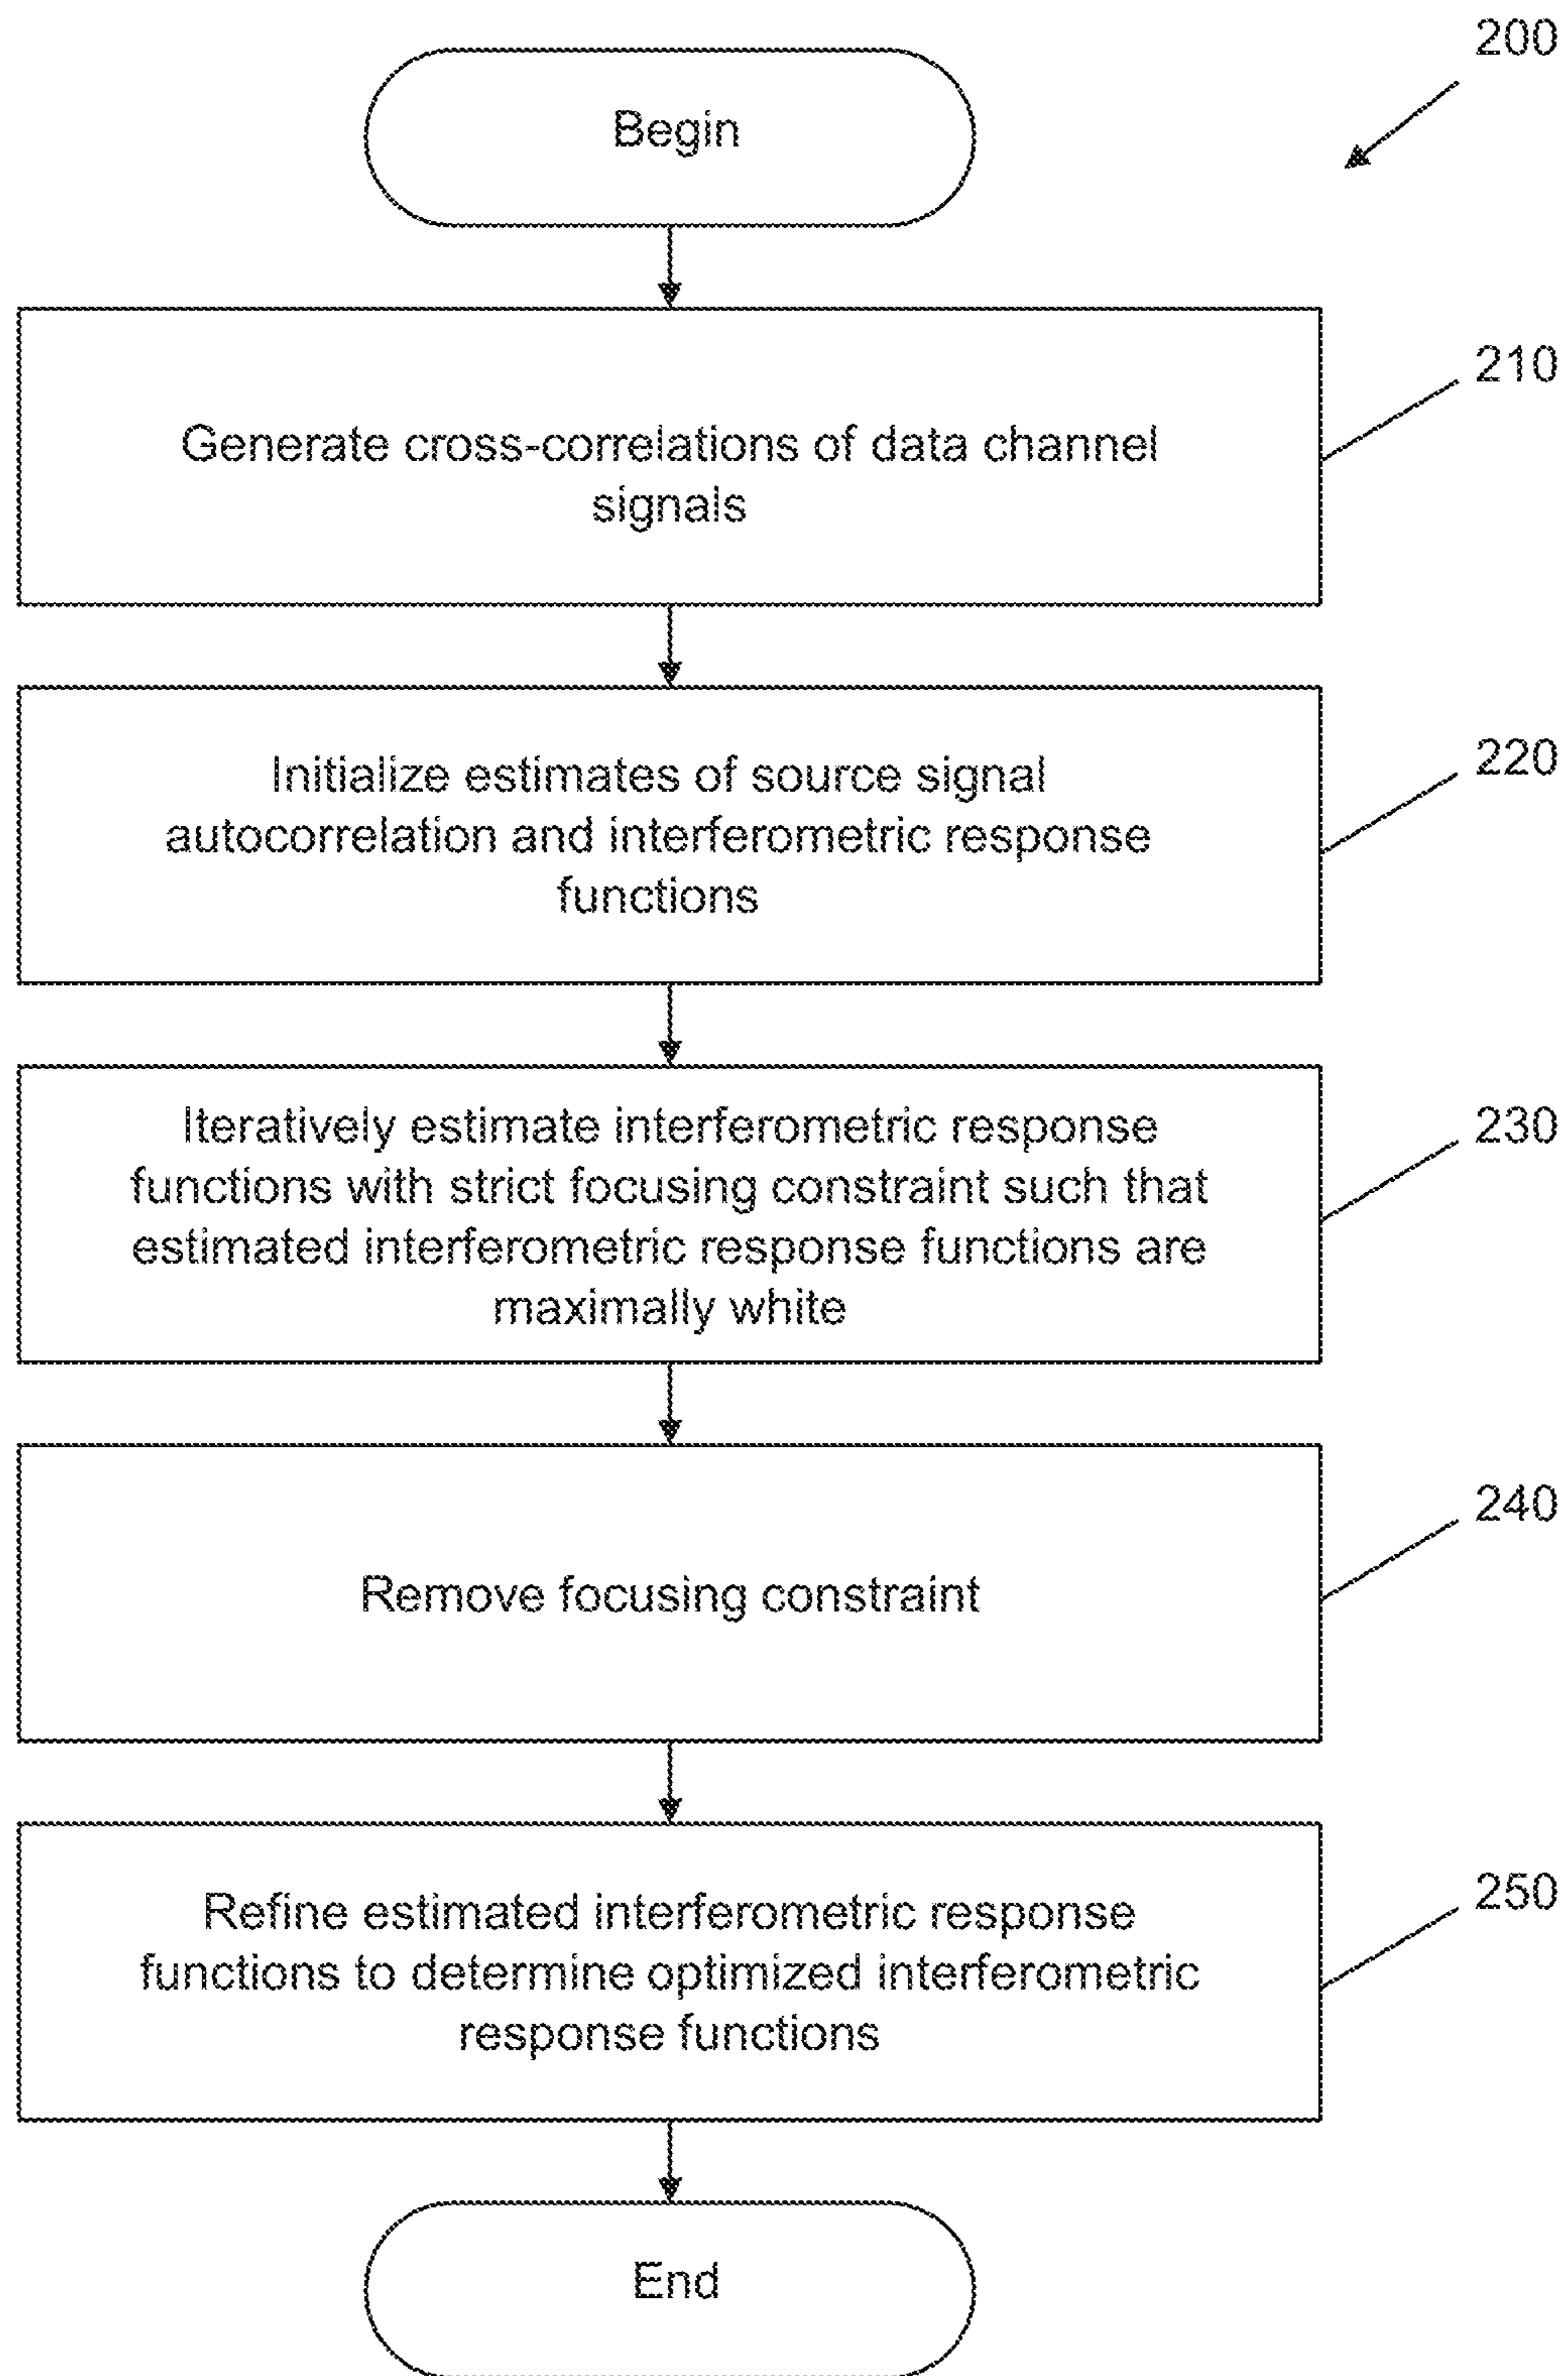 200
Begin
210
Generate cross-correlations of data channel
signals
220
Initialize estimates of source signal
autocorrelation and interferometric response
functions
230
Iteratively estimate interferometric response
functions with strict focusing constraint such that
estimated interferometric response functions are
maximally white
240
Remove focusing constraint
250
Refine estimated interferometric response
functions to determine optimized interferometric
response functions
End